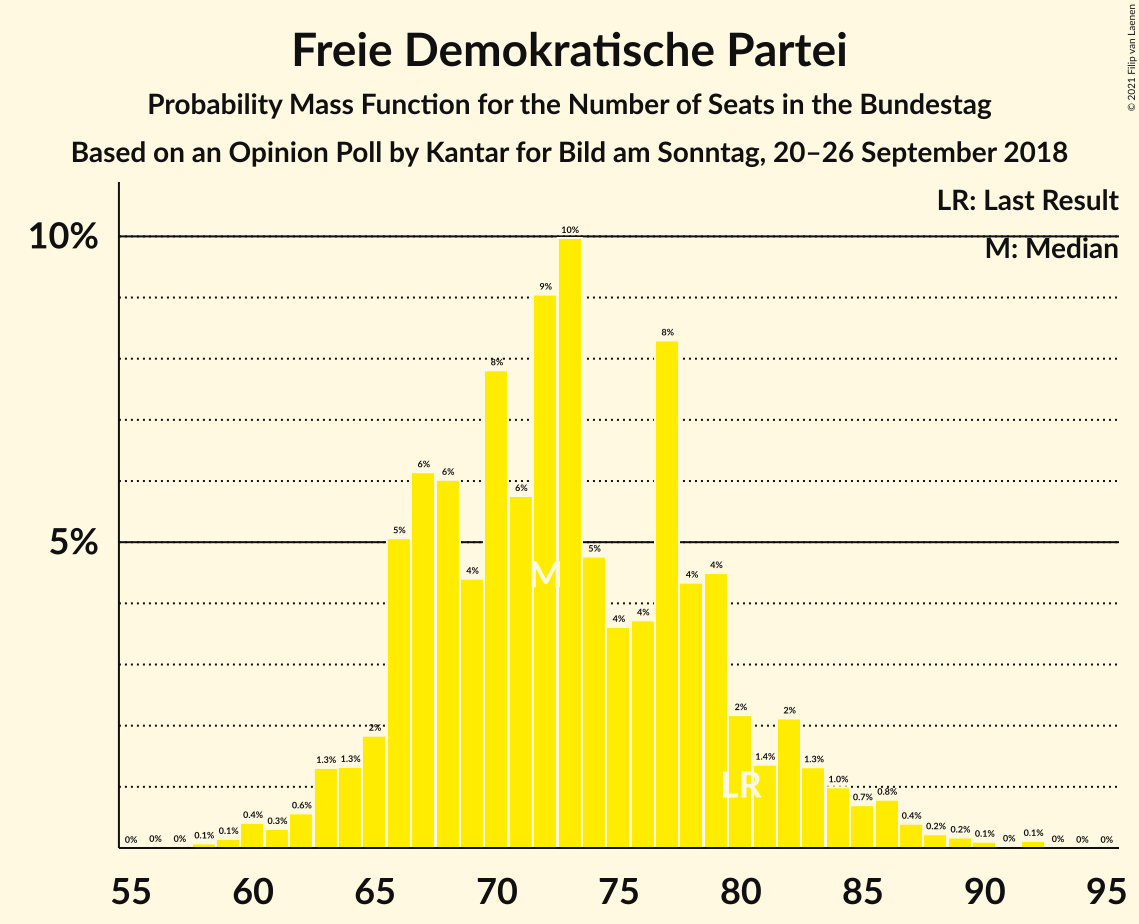 Freie Demokratische Partei
Probability Mass Function for the Number of Seats in the Bundestag
Based on an Opinion Poll by Kantar for Bild am Sonntag, 20–26 September 2018
© 2021 Filip van Laenen
LR: Last Result
M: Median
10%
5%
0% 0% 0% 0.1% 0.1% 0.4% 0.3% 0.6% 1.3% 1.3% 2% 5% 6% 6% 4% 8% 6% 9% 10% 5% 4% 4% 8% 4% 4% 2% 1.4% 2% 1.3% 1.0% 0.7% 0.8% 0.4% 0.2% 0.2% 0.1% 0% 0.1% 0% 0% 0%
M
LR
55 60 65 70 75 80 85 90 95